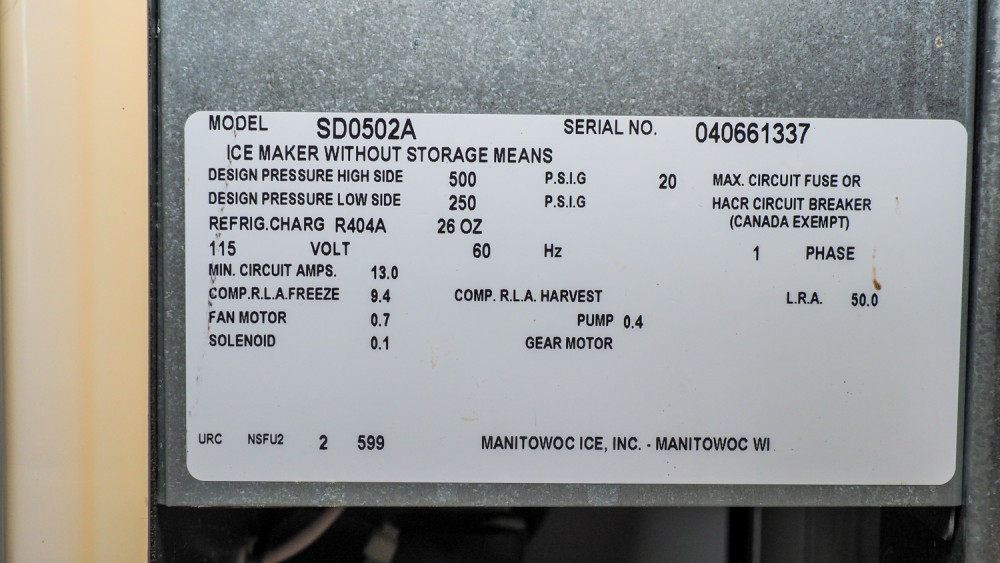 MODEL SD0502A SERIAL NO. 040661337
ICE MAKER WITHOUT STORAGE MEANS
DESIGN PRESSURE HIGH SIDE 500 P.S.I.G 20 MAX. CIRCUIT FUSE OR
DESIGN PRESSURE LOW SIDE 250 P.S.I.G HACR CIRCUIT BREAKER
REFRIG.CHARG R404A 26 OZ (CANADA EXEMPT)
115 VOLT 60 Hz 1 PHASE
MIN. CIRCUIT AMPS. 13.0
COMP.R.L.A.FREEZE 9.4 COMP. R.L.A. HARVEST L.R.A. 50.0
FAN MOTOR 0.7 PUMP 0.4
SOLENOID 0.1 GEAR MOTOR
URC NSFU2 2 599 MANITOWOC ICE, INC. - MANITOWOC WI